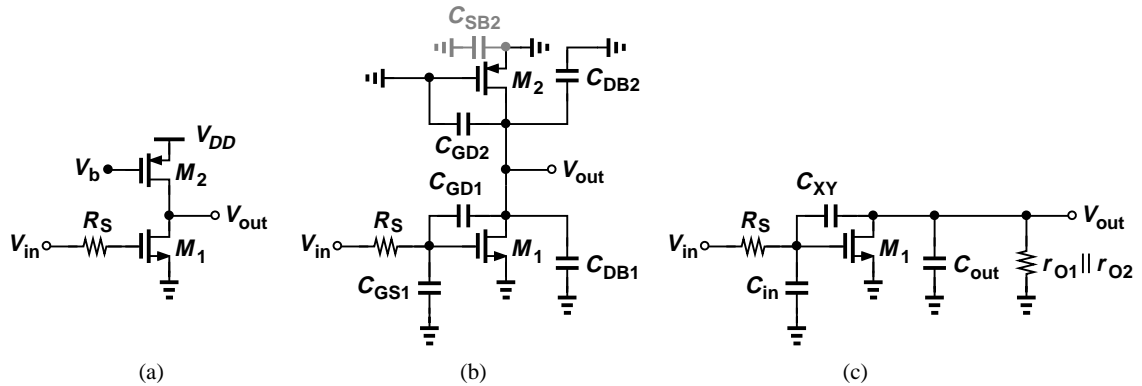 V_DD
V_b
M_2
V_out
R_S
V_in
M_1
(a)
C_SB2
M_2
C_DB2
C_GD2
V_out
C_GD1
R_S
V_in
M_1
C_DB1
C_GS1
(b)
C_XY
R_S
V_out
V_in
M_1
C_out
r_O1 || r_O2
C_in
(c)